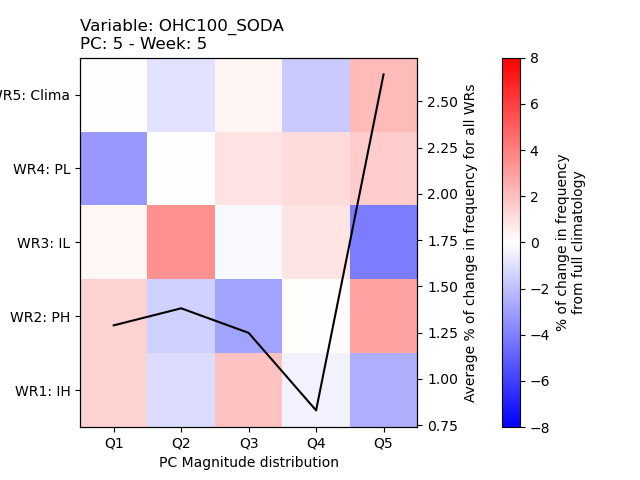 Variable: OHC100_SODA
PC: 5 - Week: 5
WR5: Clima
WR4: PL
WR3: IL
WR2: PH
WR1: IH
Q1 Q2 Q3 Q4 Q5
PC Magnitude distribution
2.50
2.25
2.00
1.75
1.50
1.25
1.00
0.75
Average % of change in frequency for all WRs
8
6
4
2
0
−2
−4
−6
−8
% of change in frequency
from full climatology